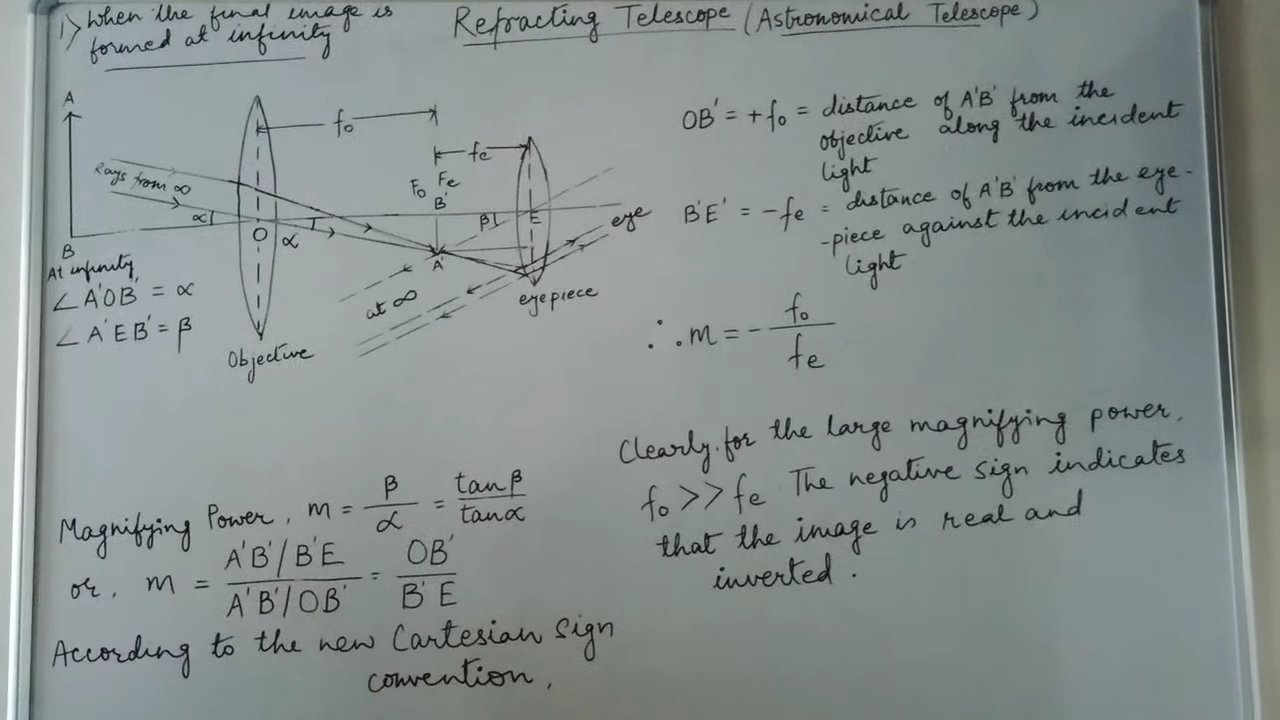 1) When the final image is
formed at infinity
Refracting Telescope (Astronomical Telescope)
A
B
Rays from ∞
α
O
α
f₀
fₑ
F₀ Fₑ
B'
A'
β
E
eye
at ∞
eyepiece
Objective
At infinity,
∠A'OB' = α
∠A'EB' = β
Magnifying Power, m = β/α = tanβ/tanα
or, m = (A'B'/B'E)/(A'B'/OB') = OB'/B'E
According to the new Cartesian sign
convention,
OB' = +f₀ = distance of A'B' from the
objective along the incident
light
B'E' = -fₑ = distance of A'B' from the eye-
-piece against the incident
light
∴ m = - f₀/fₑ
Clearly for the large magnifying power,
f₀ >> fₑ The negative sign indicates
that the image is real and
inverted.